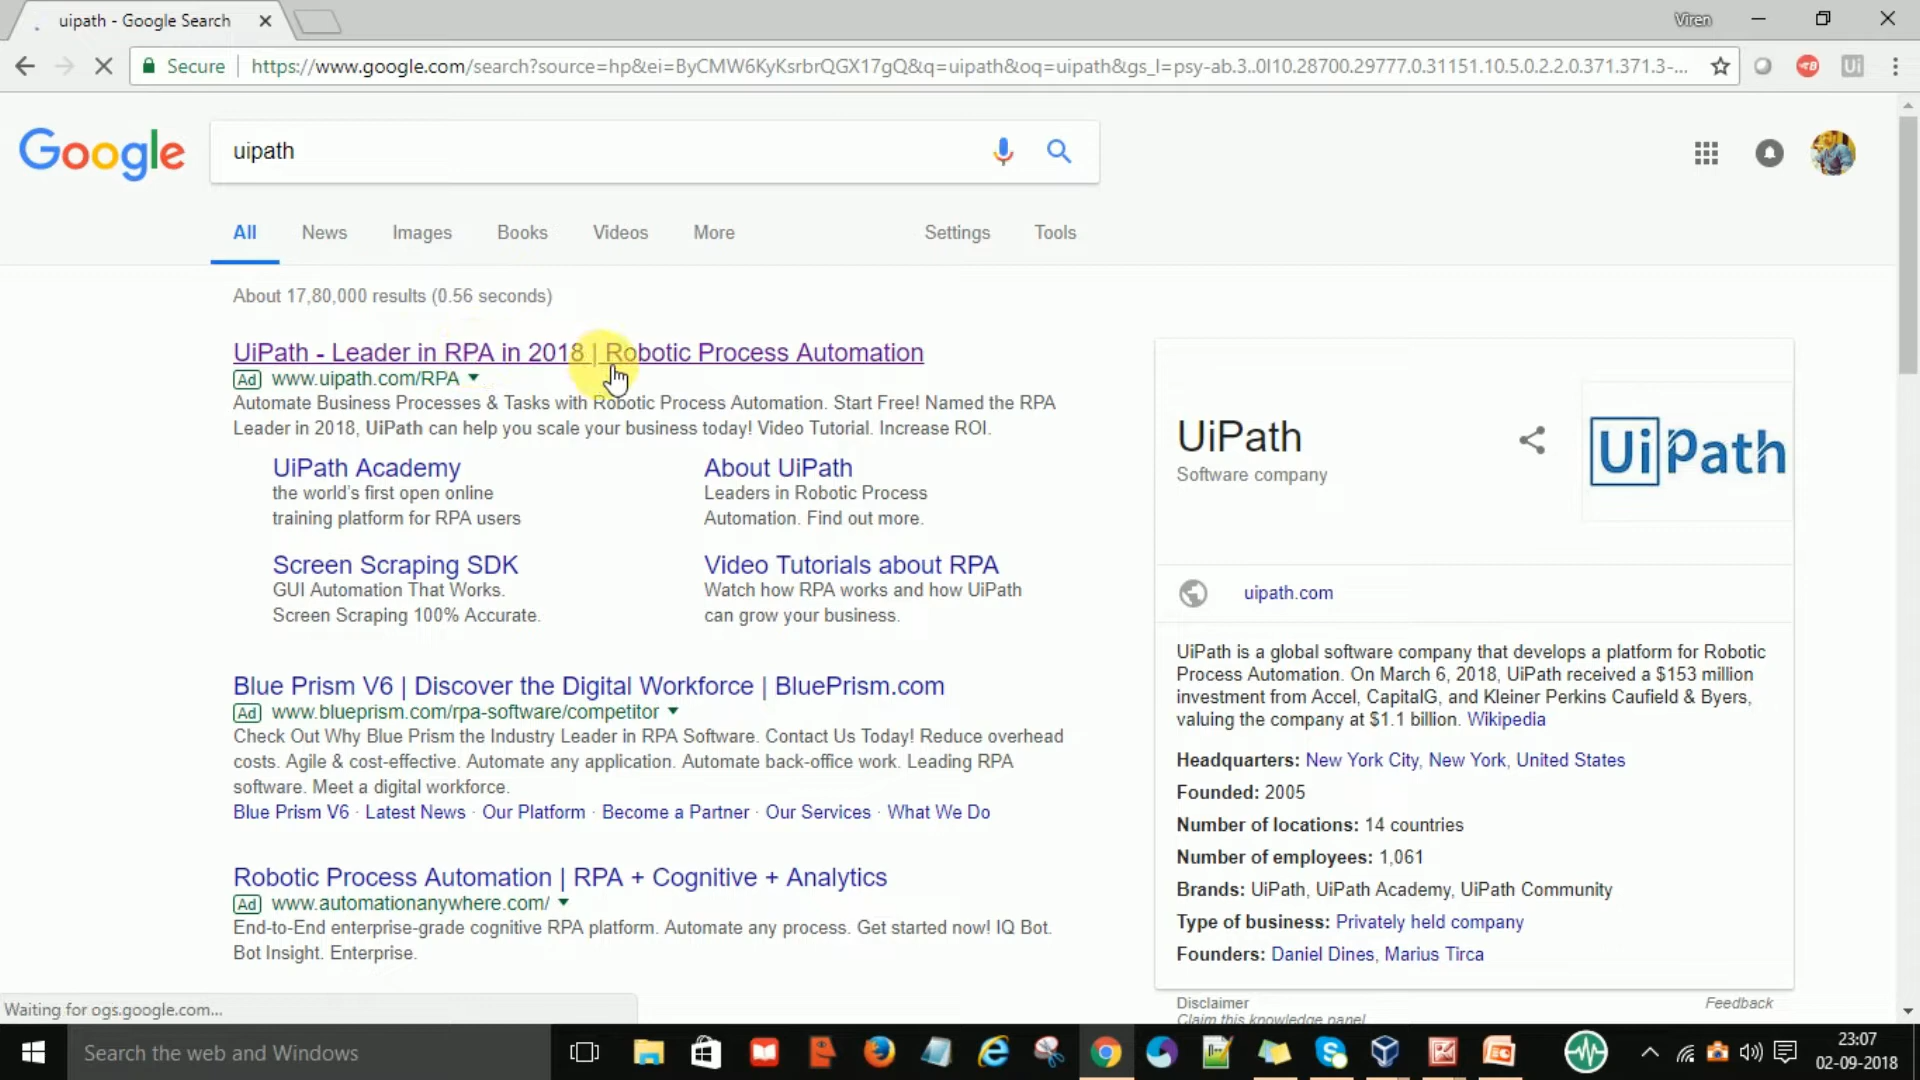 uipath - Google Search
Viren
Secure
https://www.google.com/search?source=hp&ei=ByCMW6KyKsrbrQGX17gQ&q=uipath&oq=uipath&gs_l=psy-ab.3..0l10.28700.29777.0.31151.10.5.0.2.2.0.371.371.3-...
Ui
Google
uipath
All
News
Images
Books
Videos
More
Settings
Tools
About 17,80,000 results (0.56 seconds)
UiPath - Leader in RPA in 2018 | Robotic Process Automation
Ad www.uipath.com/RPA
Automate Business Processes & Tasks with Robotic Process Automation. Start Free! Named the RPA
Leader in 2018, UiPath can help you scale your business today! Video Tutorial. Increase ROI.
UiPath Academy
the world's first open online
training platform for RPA users
About UiPath
Leaders in Robotic Process
Automation. Find out more.
Screen Scraping SDK
GUI Automation That Works.
Screen Scraping 100% Accurate.
Video Tutorials about RPA
Watch how RPA works and how UiPath
can grow your business.
Blue Prism V6 | Discover the Digital Workforce | BluePrism.com
Ad www.blueprism.com/rpa-software/competitor
Check Out Why Blue Prism the Industry Leader in RPA Software. Contact Us Today! Reduce overhead
costs. Agile & cost-effective. Automate any application. Automate back-office work. Leading RPA
software. Meet a digital workforce.
Blue Prism V6 · Latest News · Our Platform · Become a Partner · Our Services · What We Do
Robotic Process Automation | RPA + Cognitive + Analytics
Ad www.automationanywhere.com/
End-to-End enterprise-grade cognitive RPA platform. Automate any process. Get started now! IQ Bot.
Bot Insight. Enterprise.
UiPath
Software company
UiPath
uipath.com
UiPath is a global software company that develops a platform for Robotic
Process Automation. On March 6, 2018, UiPath received a $153 million
investment from Accel, CapitalG, and Kleiner Perkins Caufield & Byers,
valuing the company at $1.1 billion. Wikipedia
Headquarters: New York City, New York, United States
Founded: 2005
Number of locations: 14 countries
Number of employees: 1,061
Brands: UiPath, UiPath Academy, UiPath Community
Type of business: Privately held company
Founders: Daniel Dines, Marius Tirca
Disclaimer
Feedback
Claim this knowledge panel
Waiting for ogs.google.com...
Search the web and Windows
23:07
02-09-2018